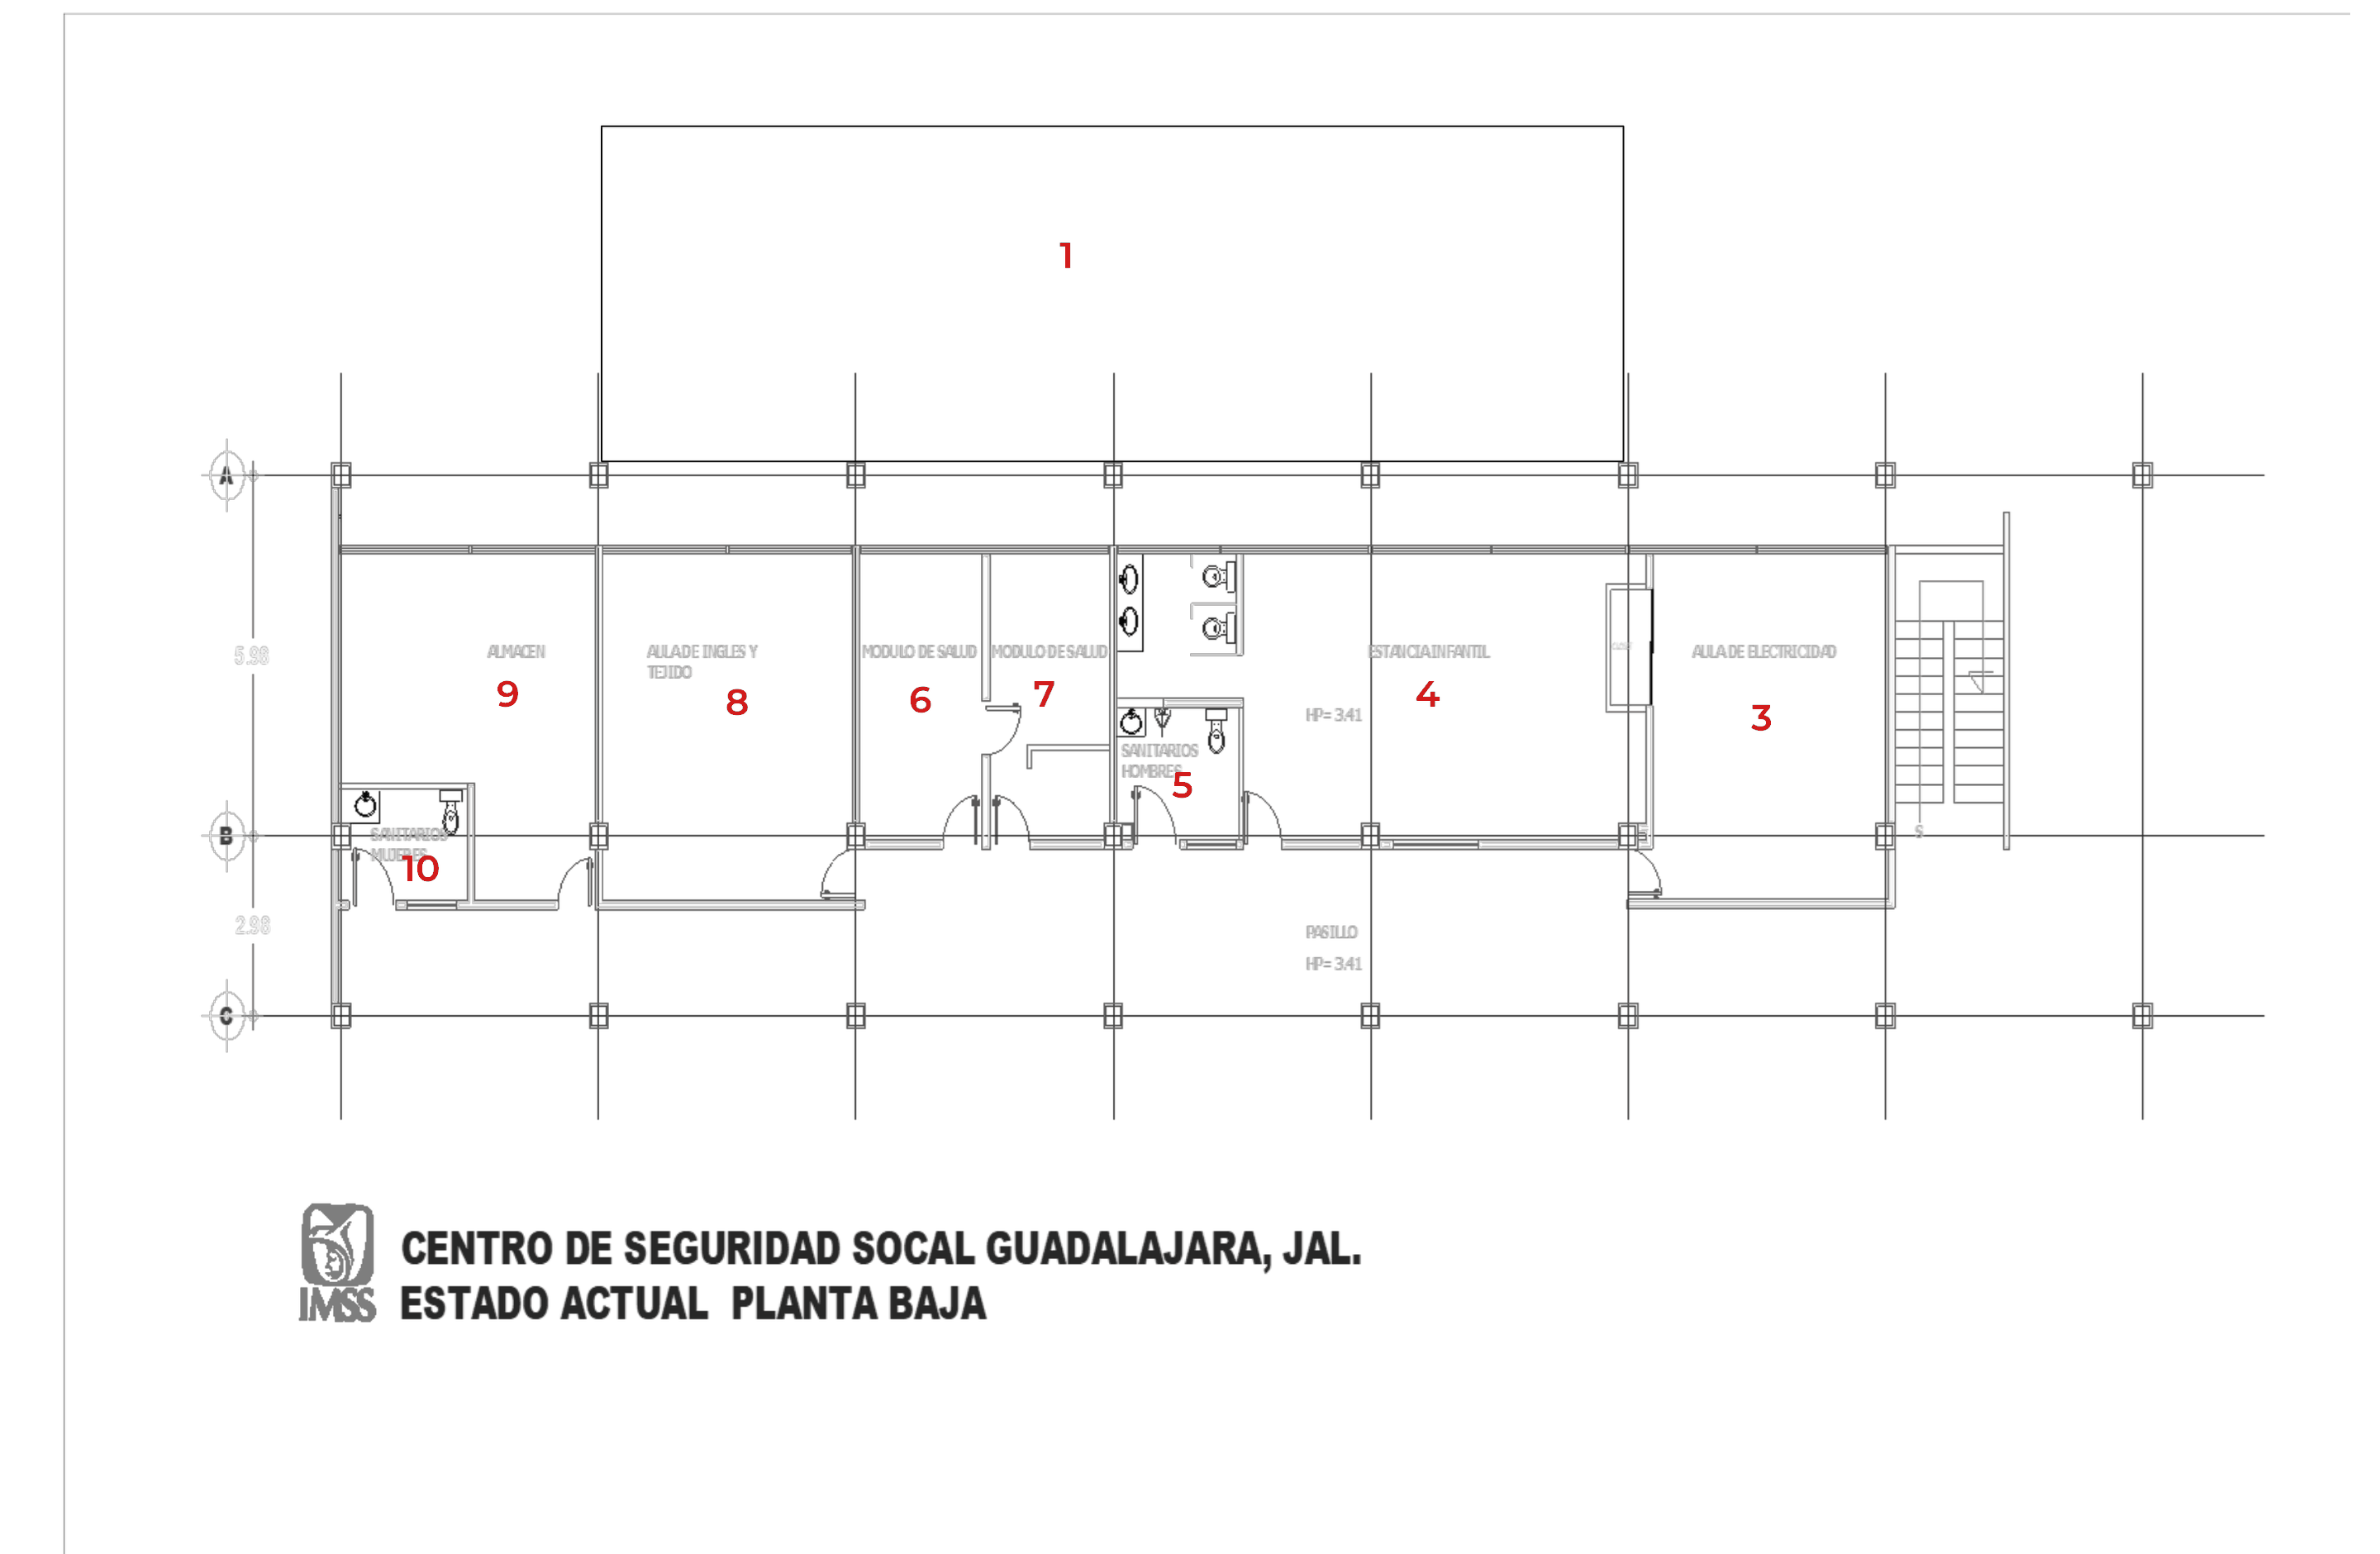 1
A
5.98
ALMACEN
AULA DE INGLES Y
TEJIDO
MODULO DE SALUD
MODULO DE SALUD
ESTANCIA INFANTIL
AULA DE ELECTRICIDAD
9
8
6
7
4
3
HP= 3.41
SANITARIOS
HOMBRES
5
B
S
SANITARIOS
MUJERES
10
2.98
PASILLO
HP= 3.41
C
CENTRO DE SEGURIDAD SOCAL GUADALAJARA, JAL.
ESTADO ACTUAL PLANTA BAJA
IMSS